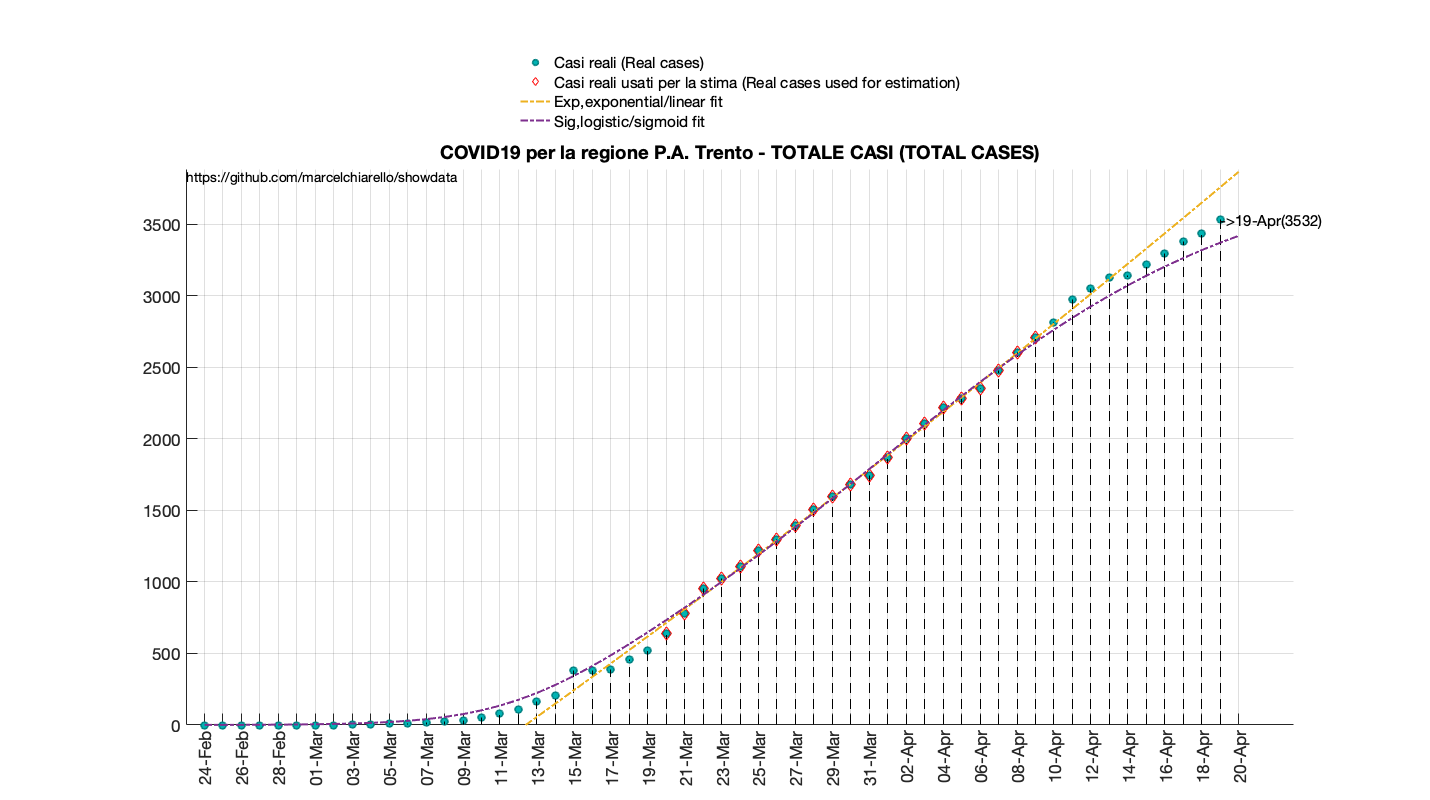 Casi reali (Real cases)
Casi reali usati per la stima (Real cases used for estimation)
Exp,exponential/linear fit
Sig,logistic/sigmoid fit
COVID19 per la regione P.A. Trento - TOTALE CASI (TOTAL CASES)
https://github.com/marcelchiarello/showdata
->19-Apr(3532)
3500
3000
2500
2000
1500
1000
500
0
24-Feb
26-Feb
28-Feb
01-Mar
03-Mar
05-Mar
07-Mar
09-Mar
11-Mar
13-Mar
15-Mar
17-Mar
19-Mar
21-Mar
23-Mar
25-Mar
27-Mar
29-Mar
31-Mar
02-Apr
04-Apr
06-Apr
08-Apr
10-Apr
12-Apr
14-Apr
16-Apr
18-Apr
20-Apr